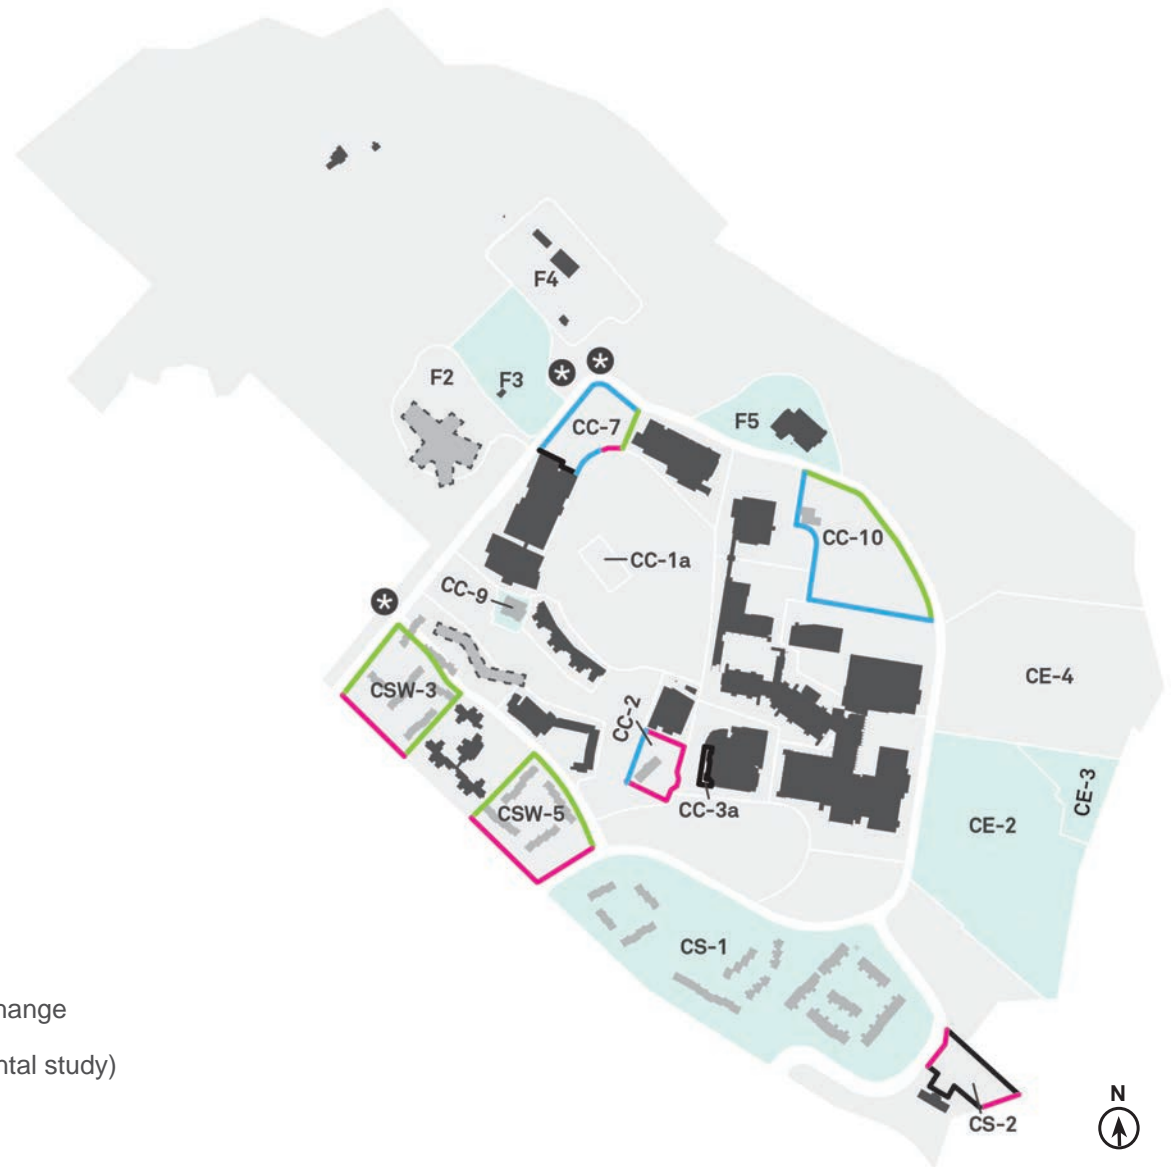 F4
F2
F3
F5
CC-7
CC-10
CC-1a
CC-9
CE-4
CSW-3
CC-2
CE-3
CC-3a
CSW-5
CE-2
CS-1
hange
ntal study)
N
CS-2